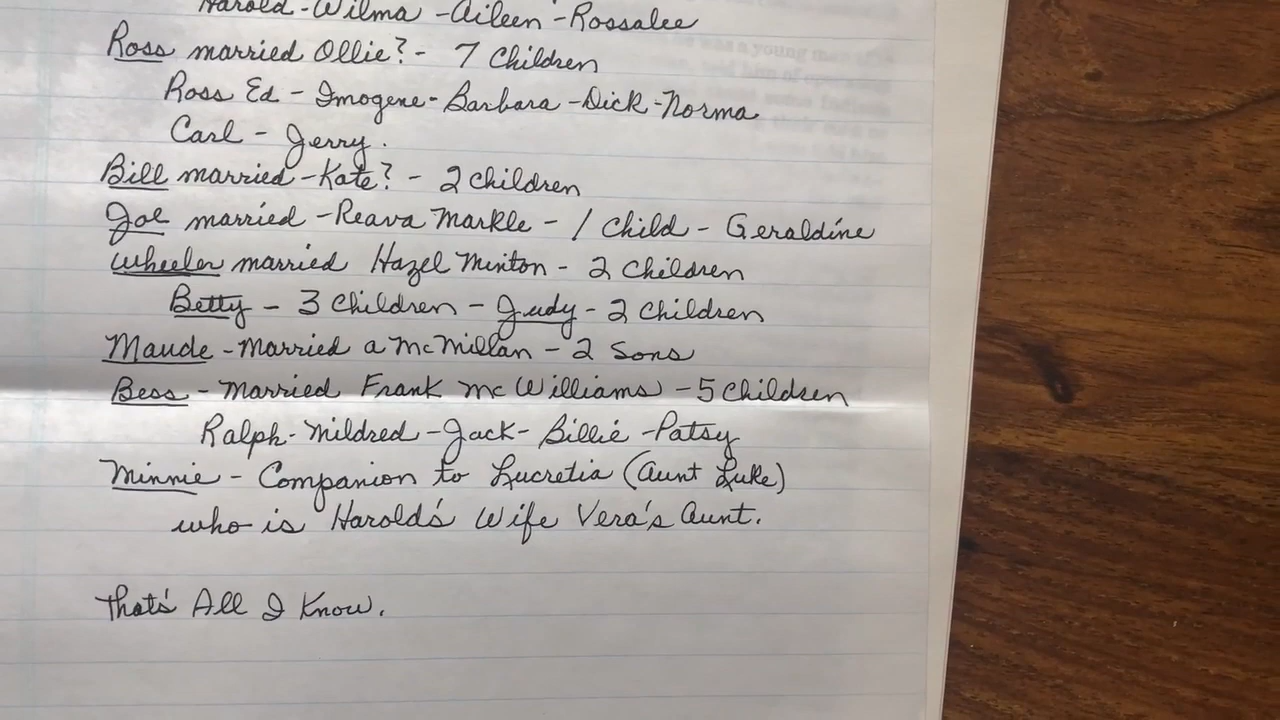 Harold - Wilma - Aileen - Rossalee
Ross married Ollie? - 7 Children
Ross Ed - Imogene - Barbara - Dick - Norma
Carl - Jerry.
Bill married - Kate? - 2 Children
Joe married - Reava Markle - 1 Child - Geraldine
Wheeler married Hazel Minton - 2 Children
Betty - 3 Children - Judy - 2 Children
Maude - Married a McMillan - 2 Sons
Bess - Married Frank McWilliams - 5 Children
Ralph - Mildred - Jack - Billie - Patsy
Minnie - Companion to Lucretia (Aunt Luke)
who is Harold's Wife Vera's Aunt.
That's All I Know.